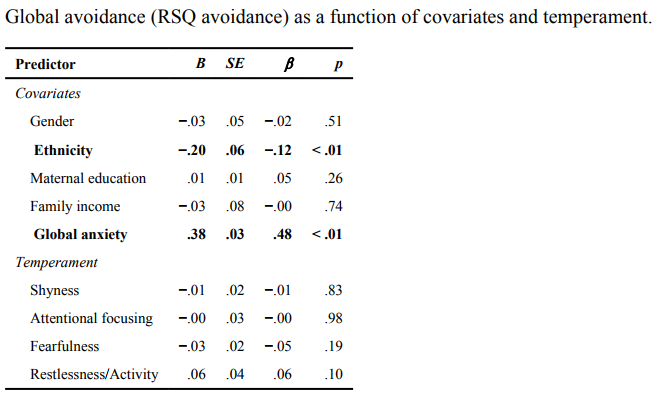 Global avoidance (RSQ avoidance) as a function of covariates and temperament.
Predictor B SE β p
Covariates
Gender −.03 .05 −.02 .51
Ethnicity −.20 .06 −.12 < .01
Maternal education .01 .01 .05 .26
Family income −.03 .08 −.00 .74
Global anxiety .38 .03 .48 < .01
Temperament
Shyness −.01 .02 −.01 .83
Attentional focusing −.00 .03 −.00 .98
Fearfulness −.03 .02 −.05 .19
Restlessness/Activity .06 .04 .06 .10